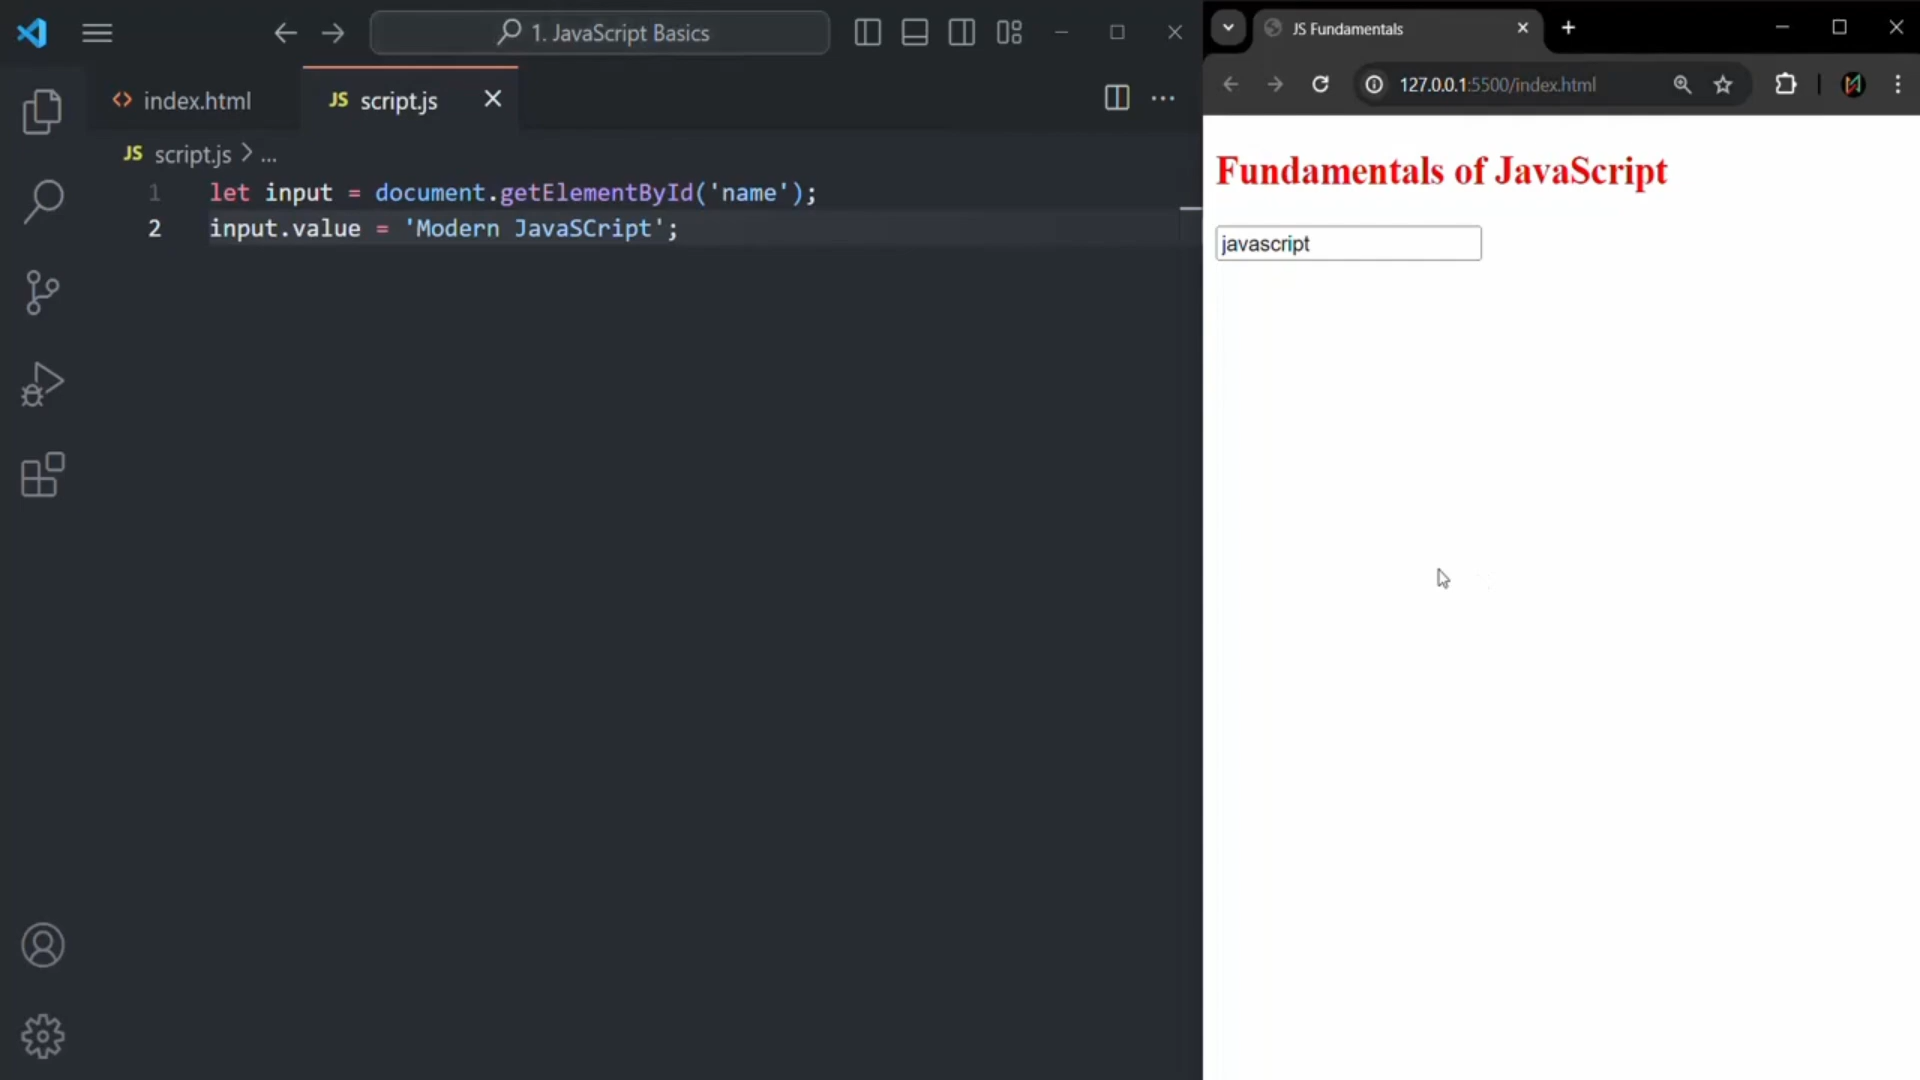 1. JavaScript Basics
index.html
JS script.js
JS script.js > ...
1 let input = document.getElementById('name');
2 input.value = 'Modern JavaSCript';
JS Fundamentals
127.0.0.1:5500/index.html
Fundamentals of JavaScript
javascript